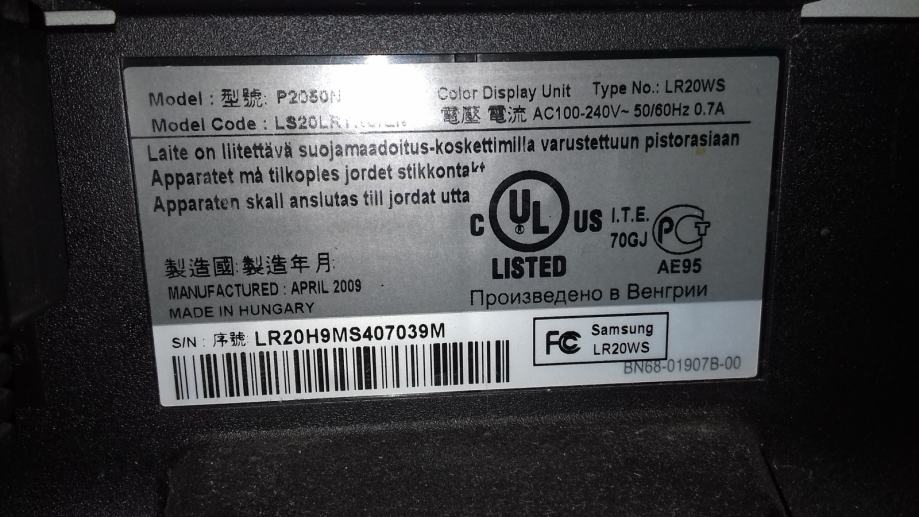 Model : 型號: P2050N
Color Display Unit Type No.: LR20WS
Model Code :
電壓 電流 AC100-240V~ 50/60Hz 0.7A
Laite on liitettävä suojamaadoitus-koskettimilla varustettuun pistorasiaan
Apparatet må tilkoples jordet stikkontakt
Apparaten skall anslutas till jordat utta
C UL ® US
LISTED
I.T.E.
70GJ
PCT
AE95
製造國: 製造年月:
MANUFACTURED : APRIL 2009
MADE IN HUNGARY
Произведено в Венгрии
S/N : 序號: LR20H9MS407039M
FC Samsung
LR20WS
BN68-01907B-00